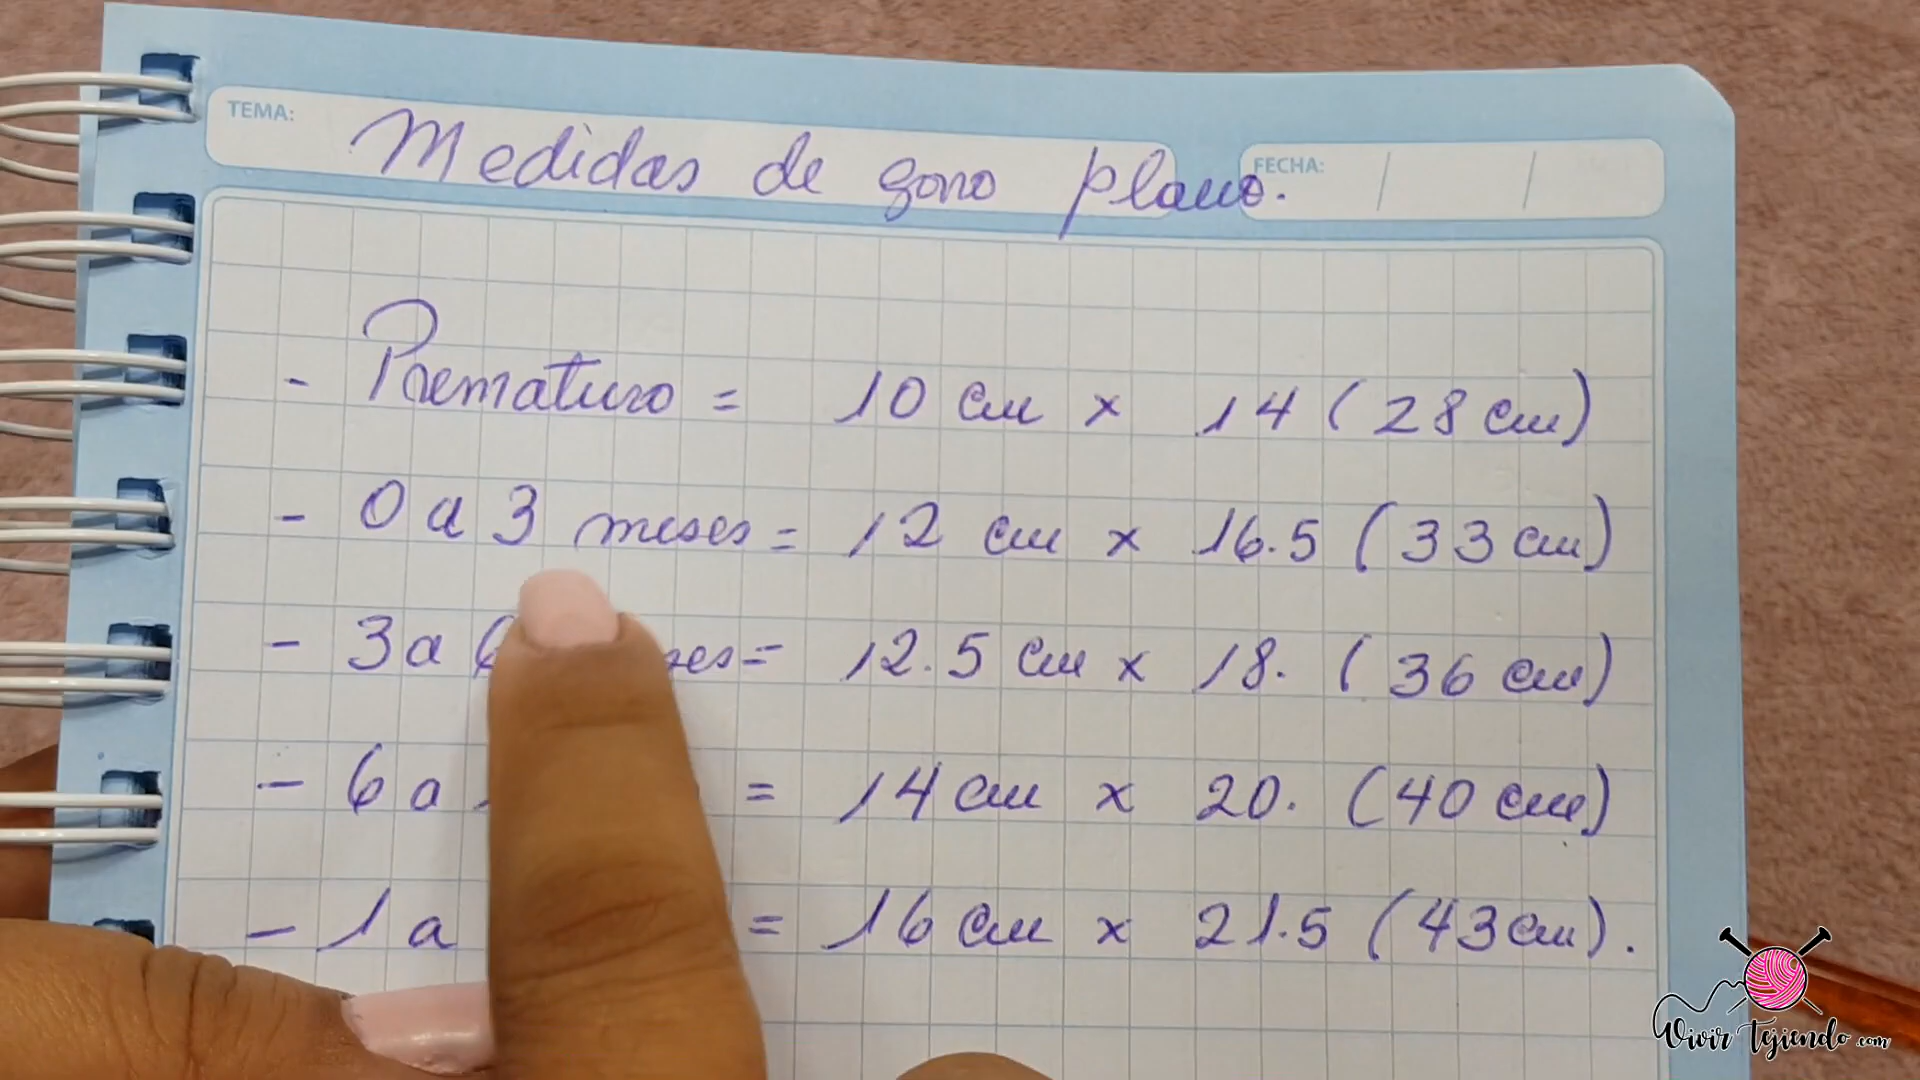 TEMA:
Medidas de gorro plano.
FECHA:
- Prematuro = 10 cm x 14 (28 cm)
- 0 a 3 meses = 12 cm x 16.5 (33 cm)
- 3 a 6 = 12.5 cm x 18. (36 cm)
- 6 a = 14 cm x 20. (40 cm)
- 1 a = 16 cm x 21.5 (43 cm).
Vivir Tejiendo.com